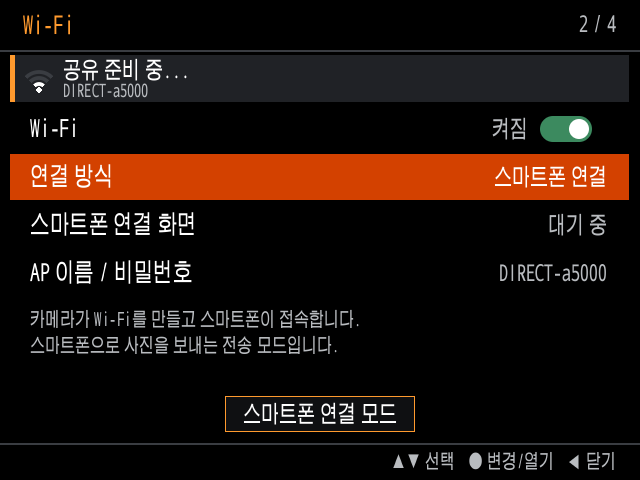 Wi-Fi
2 / 4
공유 준비 중...
DIRECT-a5000
Wi-Fi 켜짐
연결 방식 스마트폰 연결
스마트폰 연결 화면 대기 중
AP 이름 / 비밀번호 DIRECT-a5000
카메라가 Wi-Fi를 만들고 스마트폰이 접속합니다.
스마트폰으로 사진을 보내는 전송 모드입니다.
스마트폰 연결 모드
▲▼ 선택 ● 변경/열기 ◀ 닫기